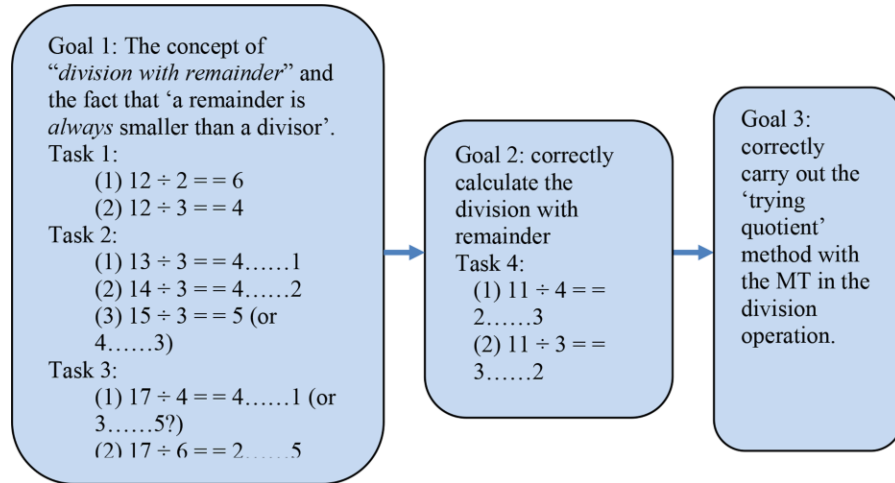 Goal 1: The concept of
“division with remainder” and
the fact that ‘a remainder is
always smaller than a divisor’.
Task 1:
(1) 12 ÷ 2 = = 6
(2) 12 ÷ 3 = = 4
Task 2:
(1) 13 ÷ 3 = = 4……1
(2) 14 ÷ 3 = = 4……2
(3) 15 ÷ 3 = = 5 (or
4……3)
Task 3:
(1) 17 ÷ 4 = = 4……1 (or
3……5?)
(2) 17 ÷ 6 = = 2……5
Goal 2: correctly
calculate the
division with
remainder
Task 4:
(1) 11 ÷ 4 = =
2……3
(2) 11 ÷ 3 = =
3……2
Goal 3:
correctly
carry out the
‘trying
quotient’
method with
the MT in the
division
operation.